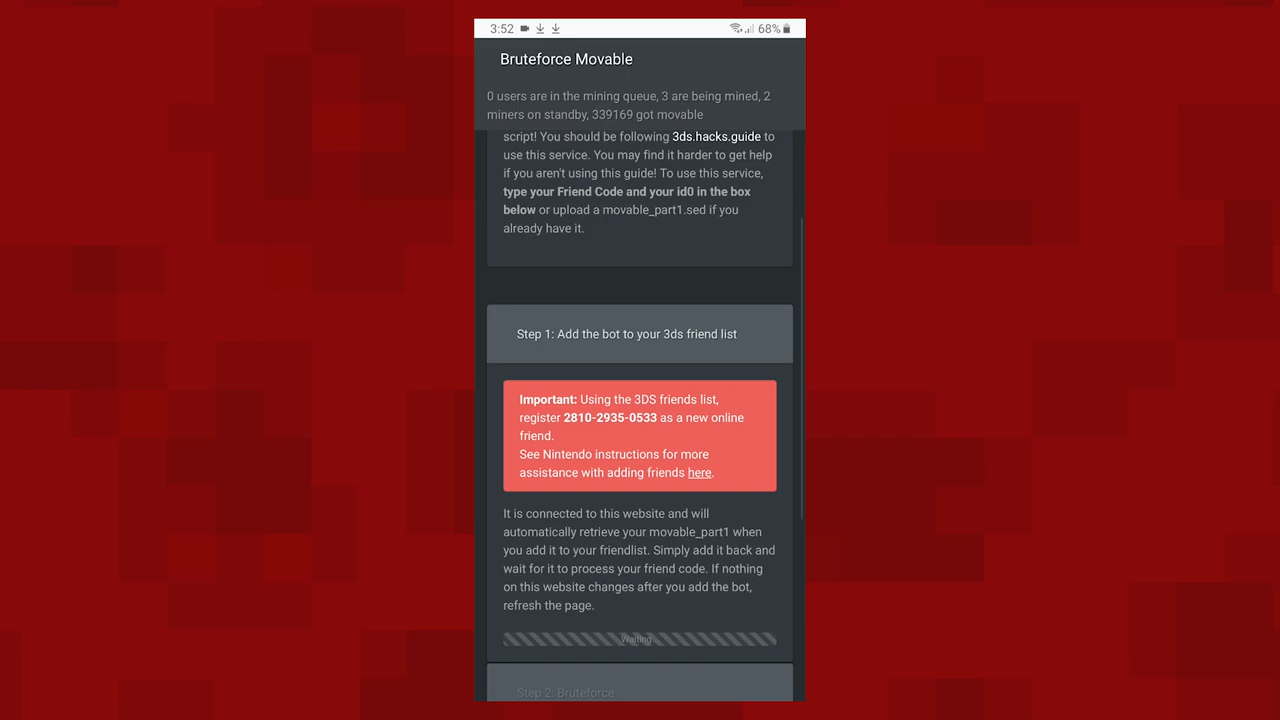 3:52
68%
Bruteforce Movable
0 users are in the mining queue, 3 are being mined, 2
miners on standby, 339169 got movable
script! You should be following 3ds.hacks.guide to
use this service. You may find it harder to get help
if you aren't using this guide! To use this service,
type your Friend Code and your id0 in the box
below or upload a movable_part1.sed if you
already have it.
Step 1: Add the bot to your 3ds friend list
Important: Using the 3DS friends list,
register 2810-2935-0533 as a new online
friend.
See Nintendo instructions for more
assistance with adding friends here.
It is connected to this website and will
automatically retrieve your movable_part1 when
you add it to your friendlist. Simply add it back and
wait for it to process your friend code. If nothing
on this website changes after you add the bot,
refresh the page.
Waiting...
Step 2: Bruteforce